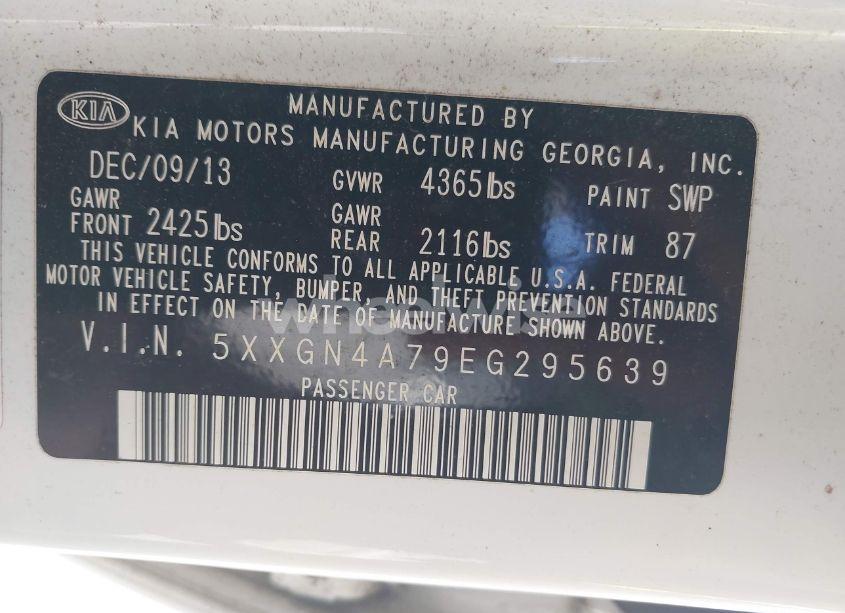 KIA
MANUFACTURED BY
KIA MOTORS MANUFACTURING GEORGIA, INC.
DEC/09/13 GVWR 4365lbs PAINT SWP
GAWR FRONT 2425lbs GAWR REAR 2116lbs TRIM 87
THIS VEHICLE CONFORMS TO ALL APPLICABLE U.S.A. FEDERAL
MOTOR VEHICLE SAFETY, BUMPER, AND THEFT PREVENTION STANDARDS
IN EFFECT ON THE DATE OF MANUFACTURE SHOWN ABOVE.
V.I.N. 5XXGN4A79EG295639
PASSENGER CAR
wheelwise